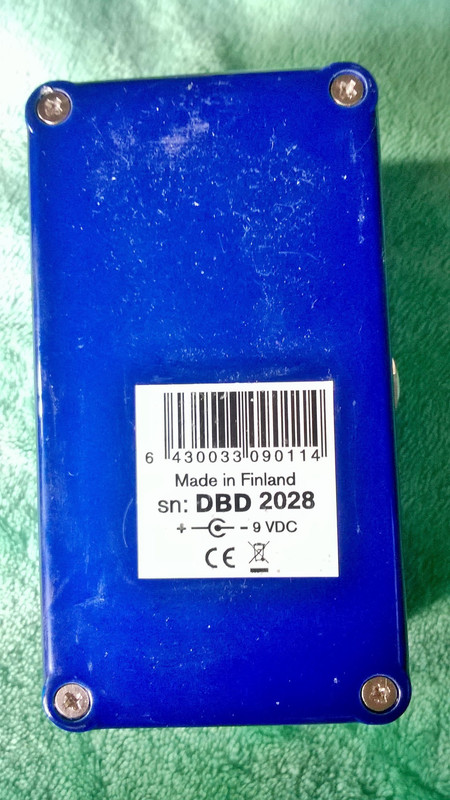 6 430033 090114
Made in Finland
sn: DBD 2028
+ - 9 VDC
CE